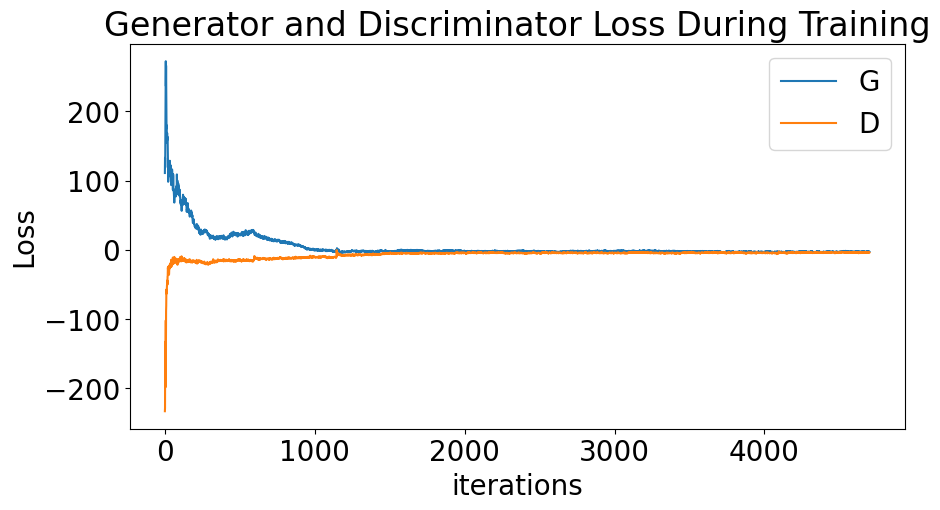 Generator and Discriminator Loss During Training
G
D
Loss
200
100
0
−100
−200
0 1000 2000 3000 4000
iterations